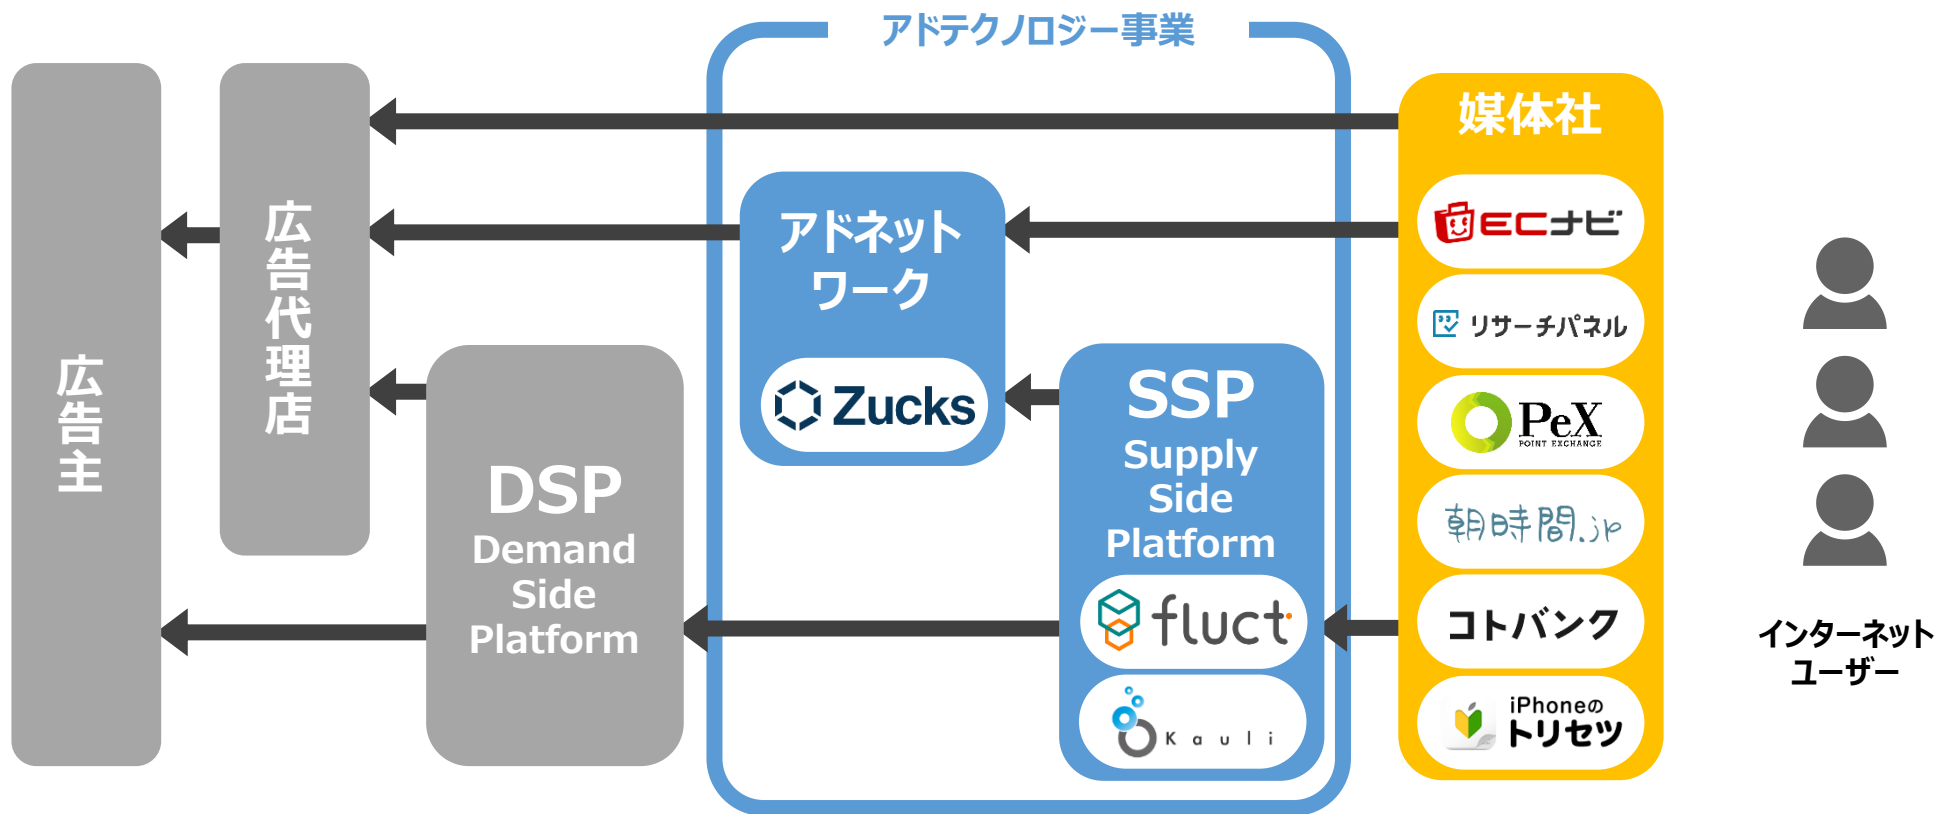 アドテクノロジー事業
広告主
広告代理店
DSP
Demand
Side
Platform
アドネット
ワーク
Zucks
SSP
Supply
Side
Platform
fluct
Kauli
媒体社
ECナビ
リサーチパネル
PeX
POINT EXCHANGE
朝時間.jp
コトバンク
iPhoneの
トリセツ
インターネット
ユーザー